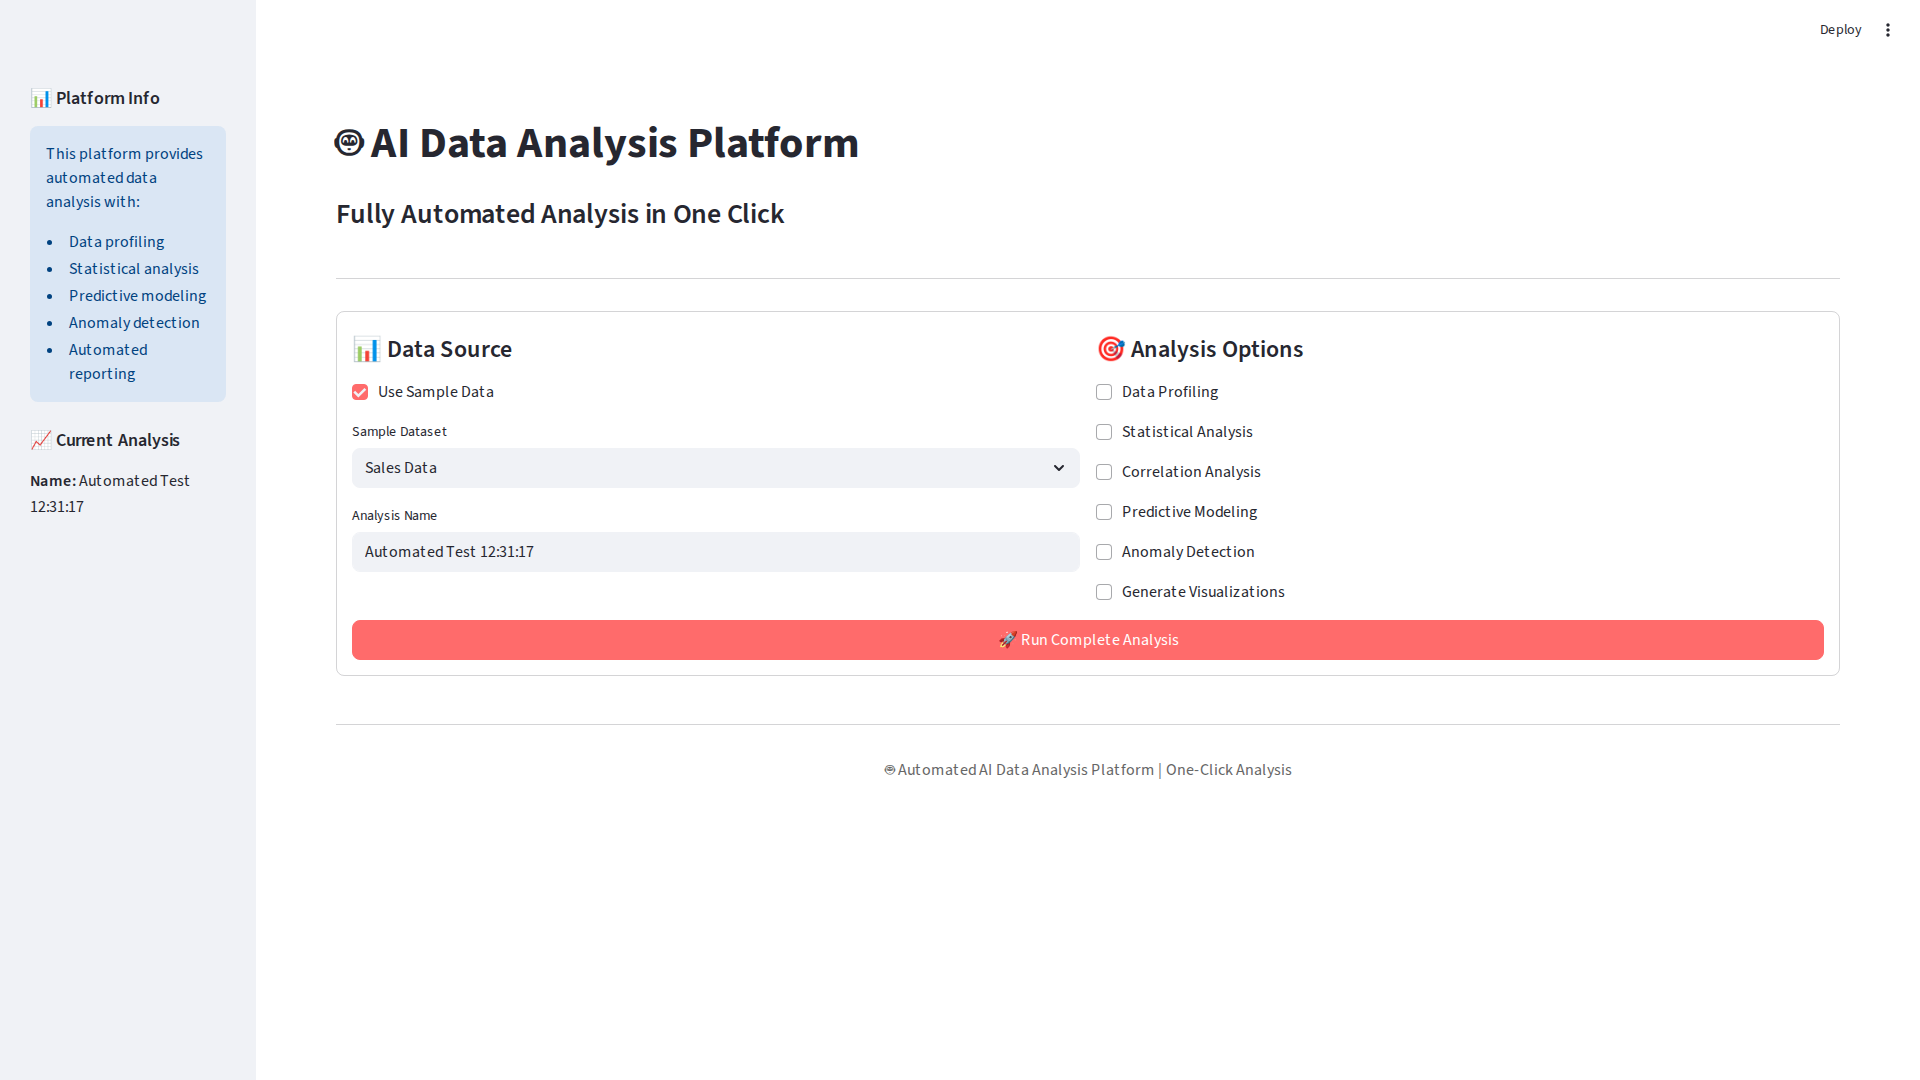 Deploy
📊 Platform Info
This platform provides
automated data
analysis with:
• Data profiling
• Statistical analysis
• Predictive modeling
• Anomaly detection
• Automated
reporting
📈 Current Analysis
Name: Automated Test
12:31:17
AI Data Analysis Platform
Fully Automated Analysis in One Click
📊 Data Source
Use Sample Data
Sample Dataset
Sales Data
Analysis Name
Automated Test 12:31:17
🎯 Analysis Options
Data Profiling
Statistical Analysis
Correlation Analysis
Predictive Modeling
Anomaly Detection
Generate Visualizations
🚀 Run Complete Analysis
Automated AI Data Analysis Platform | One-Click Analysis